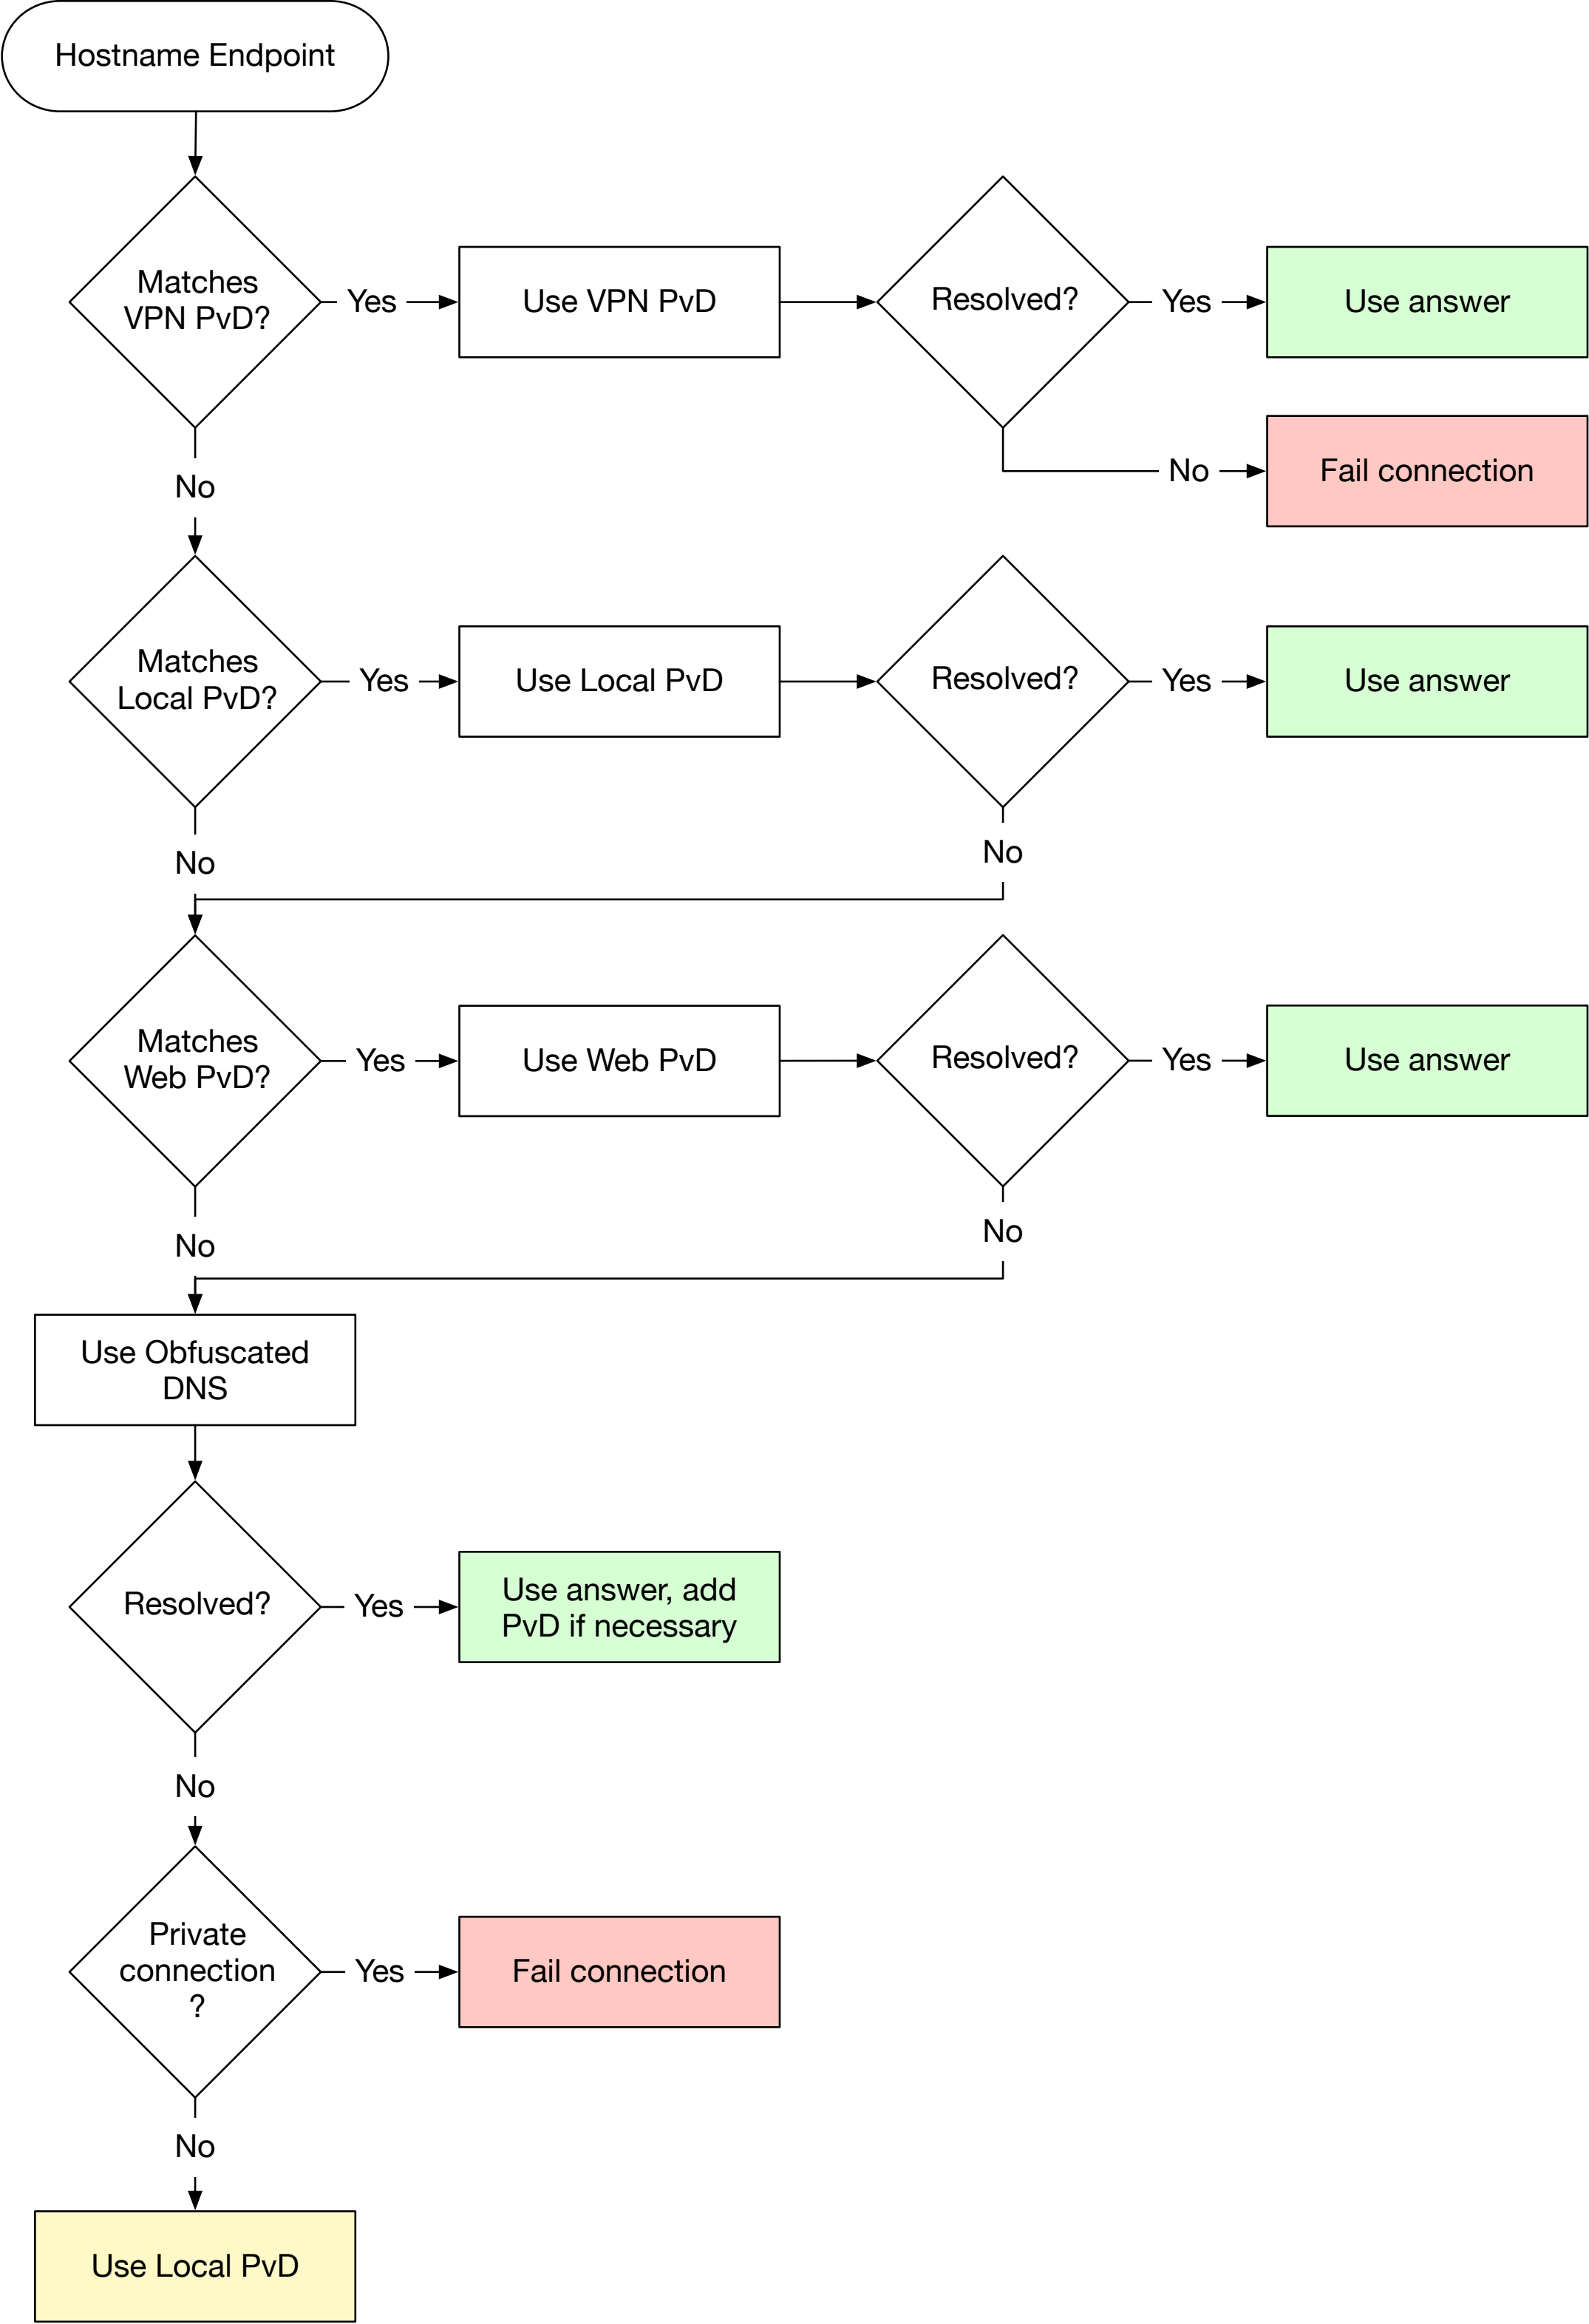 Hostname Endpoint
Matches
VPN PvD?
Yes
Use VPN PvD
Resolved?
Yes
Use answer
No
Fail connection
No
Matches
Local PvD?
Yes
Use Local PvD
Resolved?
Yes
Use answer
No
No
Matches
Web PvD?
Yes
Use Web PvD
Resolved?
Yes
Use answer
No
No
Use Obfuscated
DNS
Resolved?
Yes
Use answer, add
PvD if necessary
No
Private
connection
?
Yes
Fail connection
No
Use Local PvD